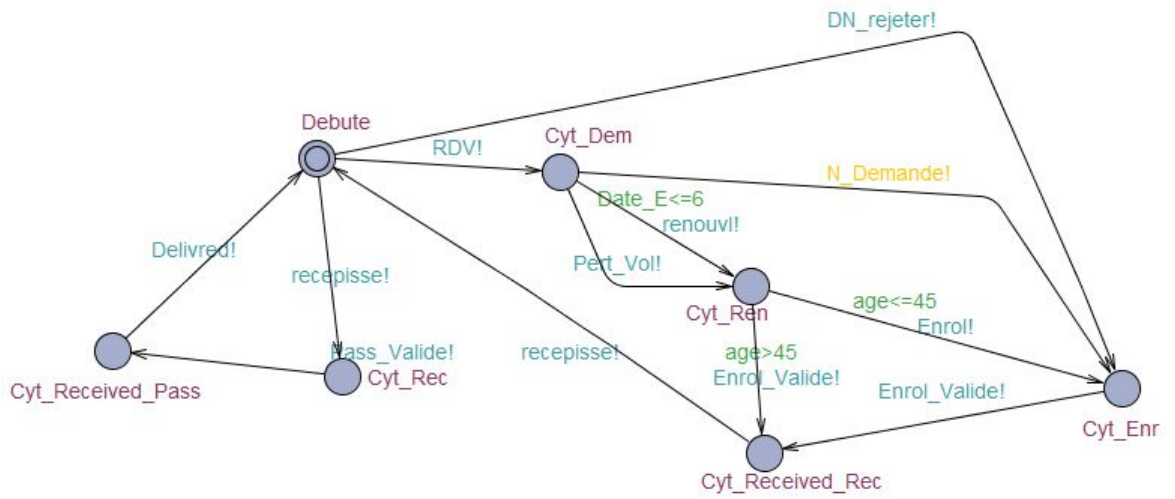 DN_rejeter!
Debute
Cyt_Dem
RDV!
N_Demande!
Date_E<=6
renouvl!
Delivred!
Pert_Vol!
recepisse!
age<=45
Cyt_Ren
Enrol!
Pass_Valide!
recepisse!
age>45
Cyt_Rec
Enrol_Valide!
Cyt_Received_Pass
Enrol_Valide!
Cyt_Enr
Cyt_Received_Rec